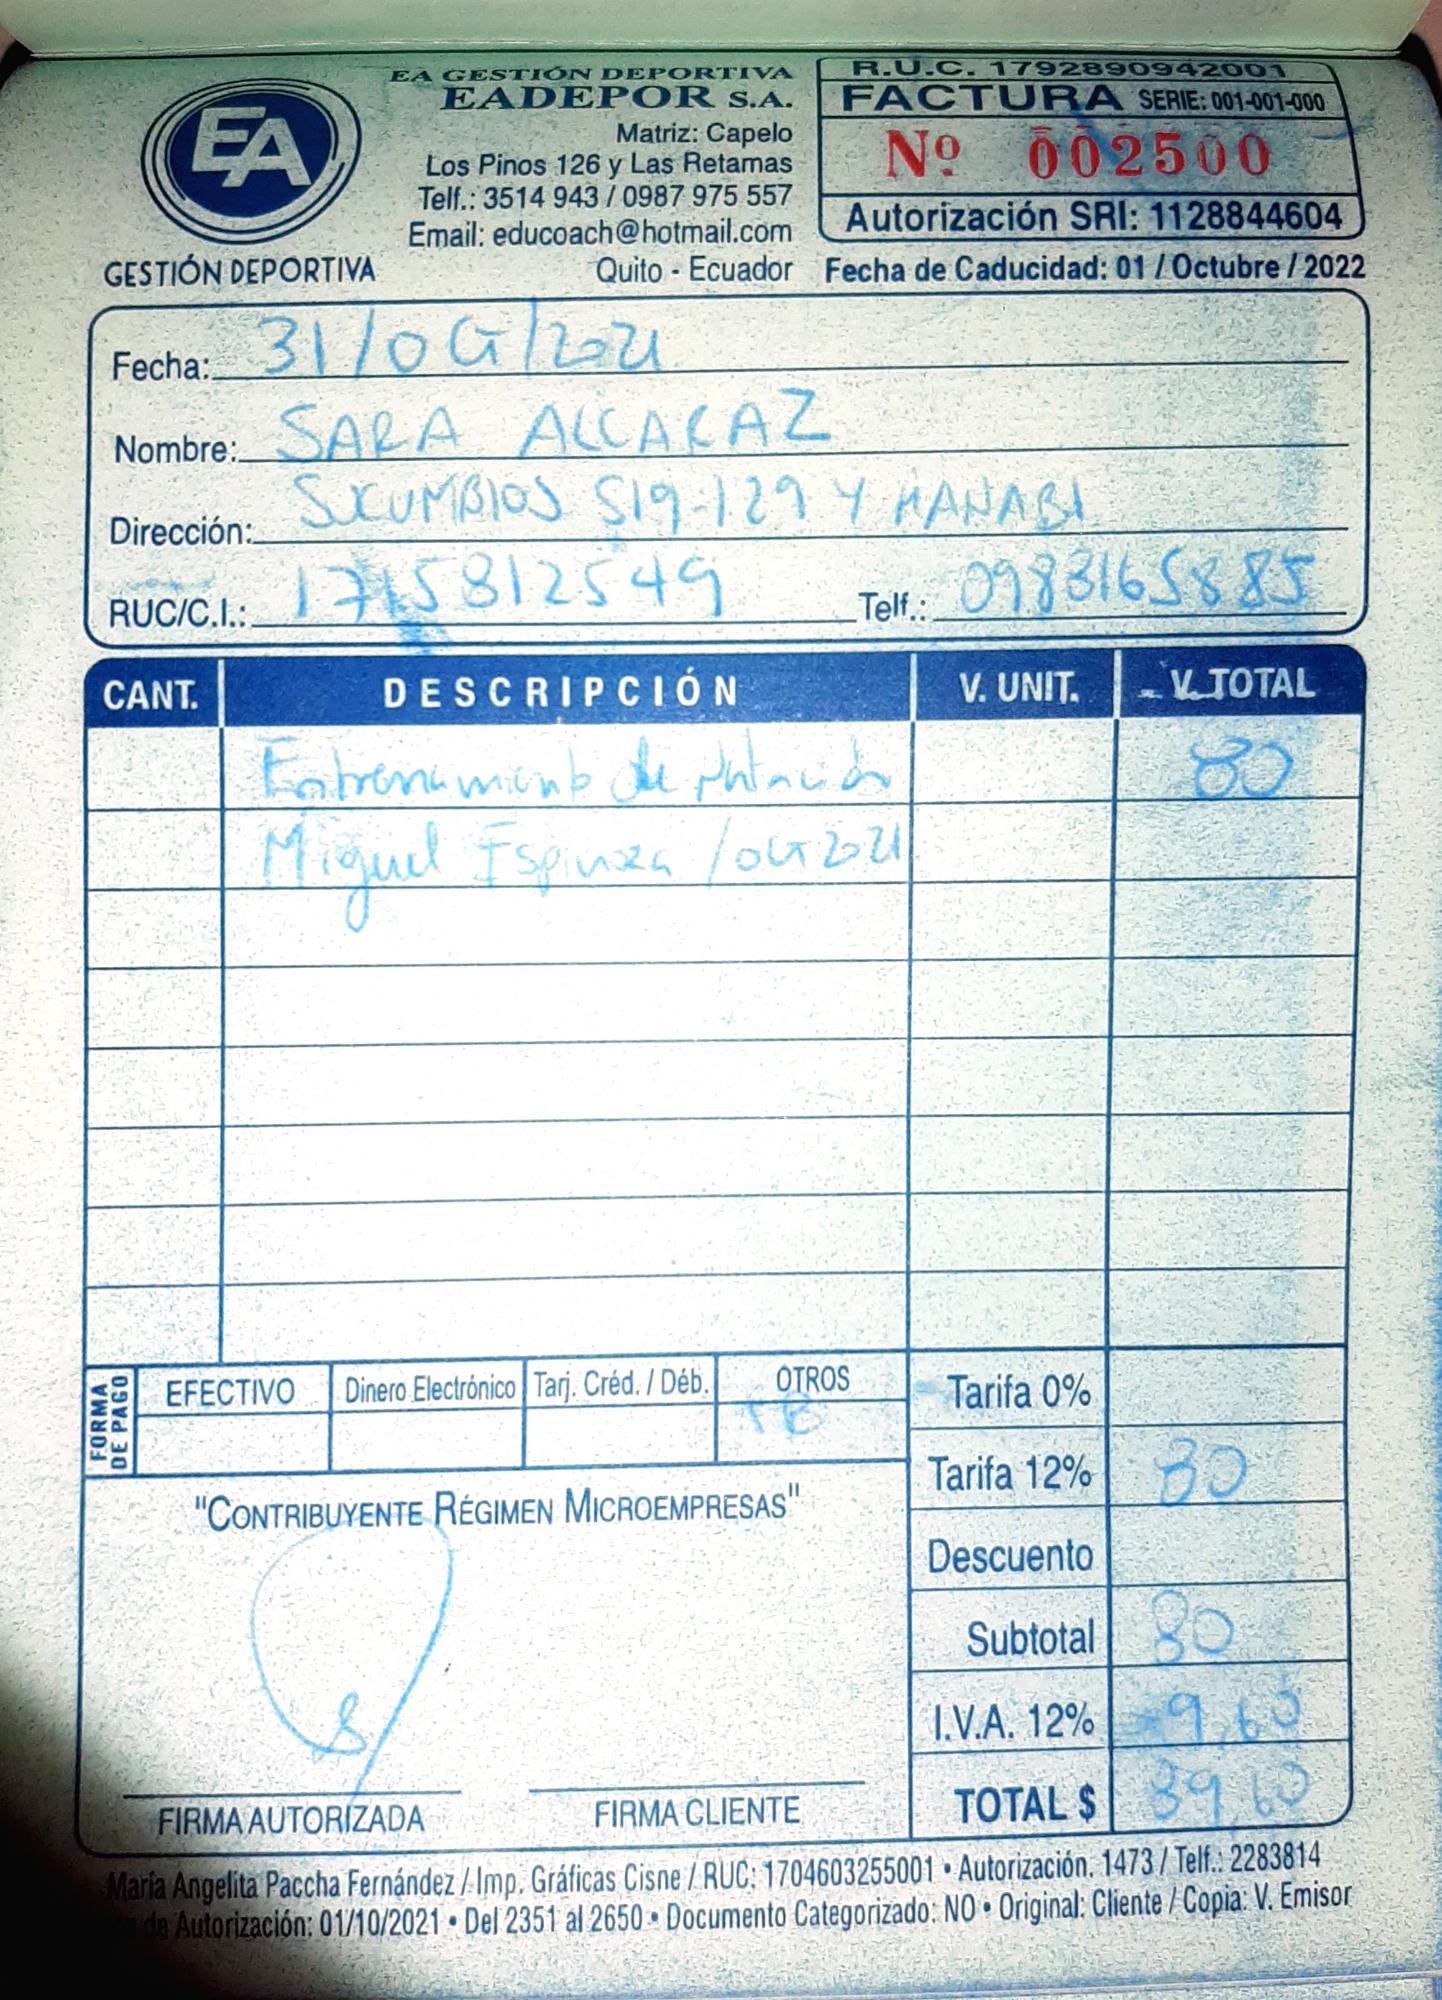 EA
GESTIÓN DEPORTIVA
EA GESTIÓN DEPORTIVA
EADEPOR S.A.
Matriz: Capelo
Los Pinos 126 y Las Retamas
Telf.: 3514 943 / 0987 975 557
Email: educoach@hotmail.com
Quito - Ecuador
R.U.C. 1792890942001
FACTURA SERIE: 001-001-000
Nº 002500
Autorización SRI: 1128844604
Fecha de Caducidad: 01 / Octubre / 2022
Fecha: 31/OCT/2021
Nombre: SARA ALCARAZ
Dirección: SUCUMBIOS S19-129 Y MANABI
RUC/C.I.: 1715812549 Telf.: 0983165885
CANT. DESCRIPCIÓN V. UNIT. V. TOTAL
Entrenamiento de Natación 80
Miguel Espinoza /OCT 2021
FORMA DE PAGO EFECTIVO Dinero Electrónico Tarj. Créd. / Déb. OTROS
Tarifa 0%
Tarifa 12% 80
Descuento
Subtotal 80
I.V.A. 12% 9,60
TOTAL $ 89,60
"CONTRIBUYENTE RÉGIMEN MICROEMPRESAS"
FIRMA AUTORIZADA FIRMA CLIENTE
María Angelita Paccha Fernández / Imp. Gráficas Cisne / RUC: 1704603255001 • Autorización. 1473 / Telf.: 2283814
de Autorización: 01/10/2021 • Del 2351 al 2650 • Documento Categorizado: NO • Original: Cliente / Copia: V. Emisor